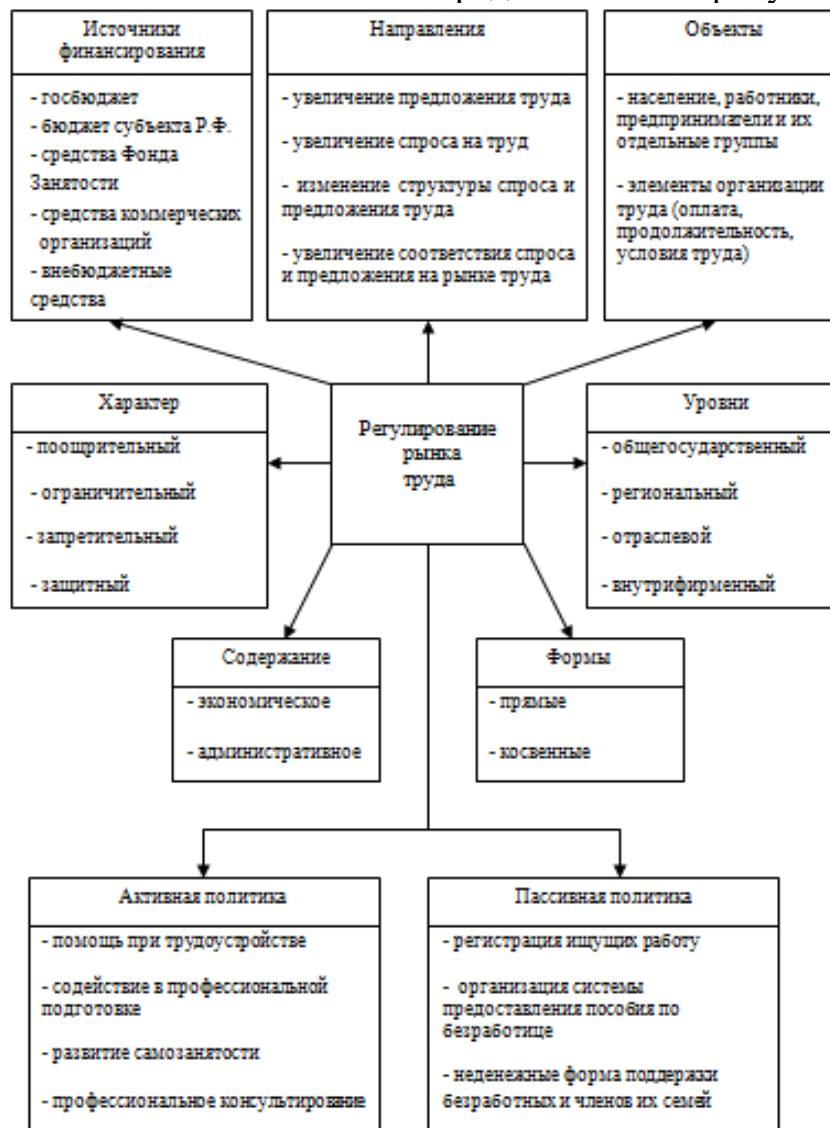 Источники
финансирования
- госбюджет
- бюджет субъекта Р.Ф.
- средства Фонда
Занятости
- средства коммерческих
организаций
- внебюджетные
средства
Направления
- увеличение предложения труда
- увеличение спроса на труд
- изменение структуры спроса и
предложения труда
- увеличение соответствия спроса
и предложения на рынке труда
Объекты
- население, работники,
предприниматели и их
отдельные группы
- элементы организации
труда (оплата,
продолжительность,
условия труда)
Характер
- поощрительный
- ограничительный
- запретительный
- защитный
Регулирование
рынка
труда
Уровни
- общегосударственный
- региональный
- отраслевой
- внутрифирменный
Содержание
- экономическое
- административное
Формы
- прямые
- косвенные
Активная политика
- помощь при трудоустройстве
- содействие в профессиональной
подготовке
- развитие самозанятости
- профессиональное консультирование
Пассивная политика
- регистрация ищущих работу
- организация системы
предоставления пособия по
безработице
- неденежные форма поддержки
безработных и членов их семей